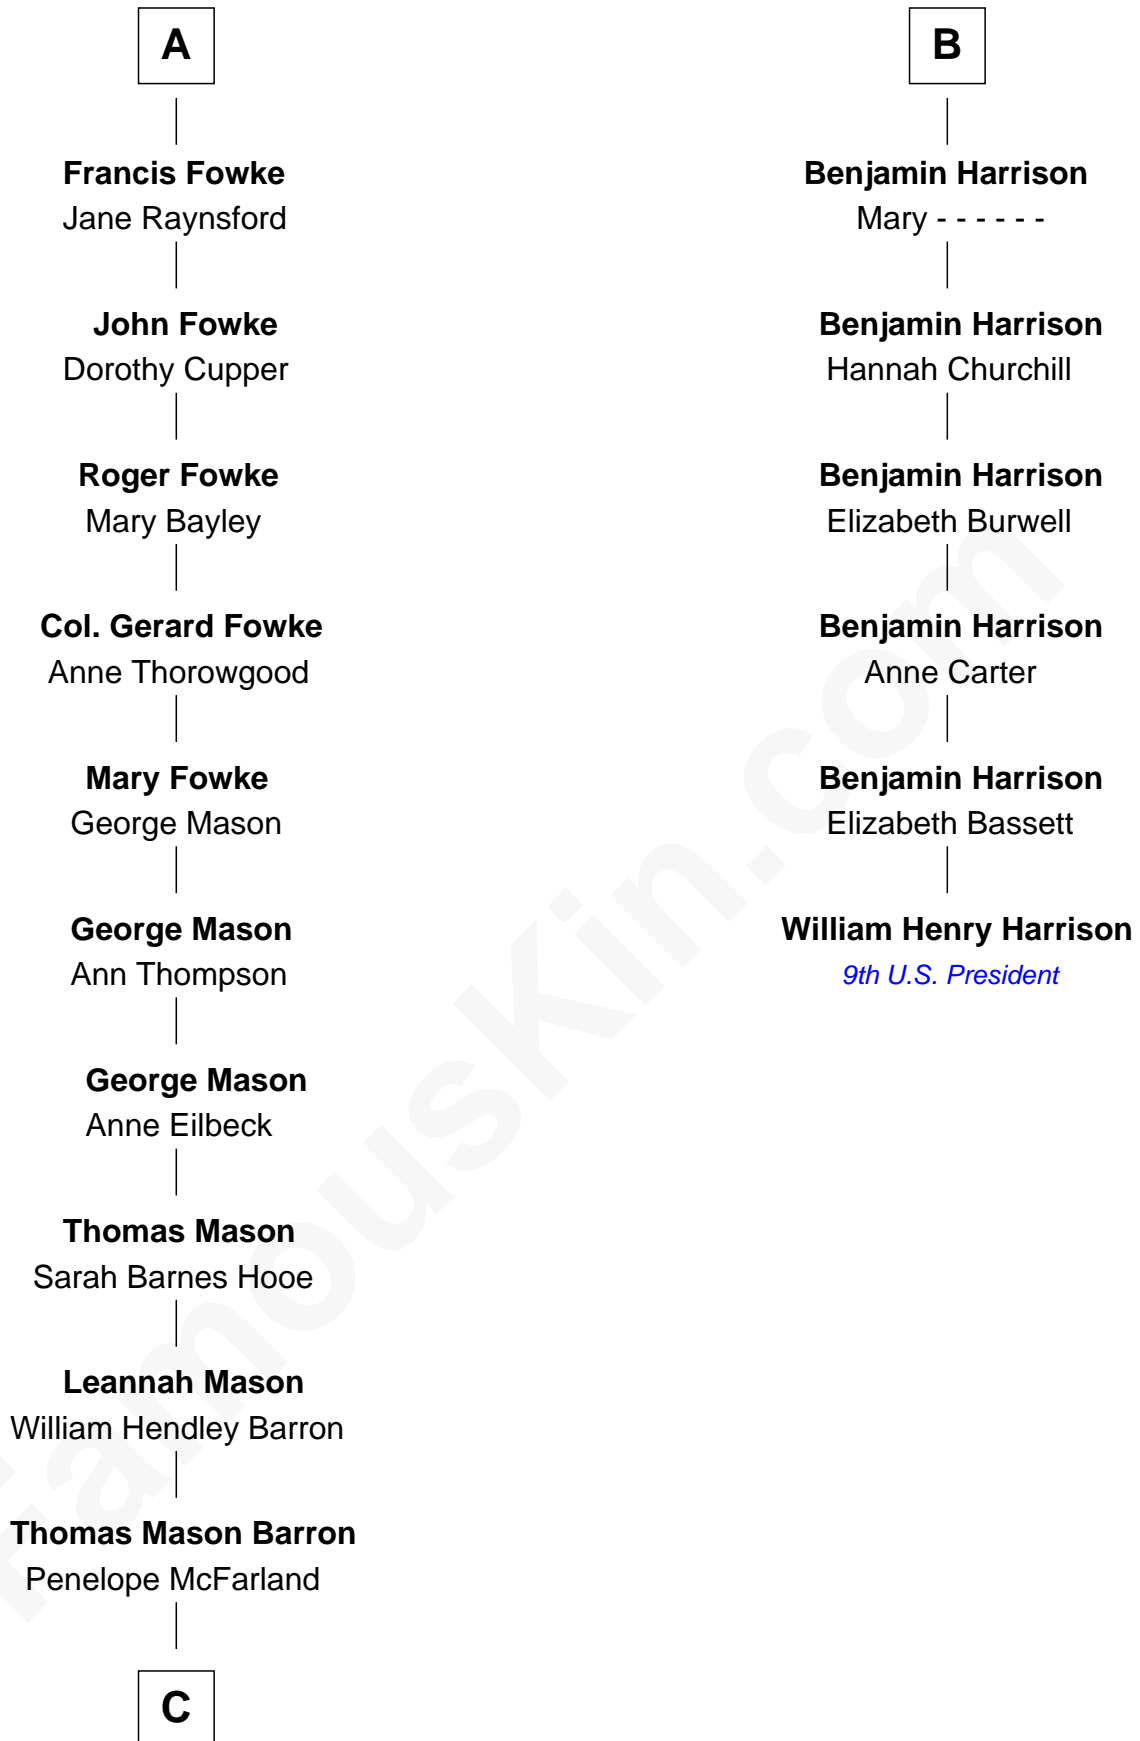 A
Francis Fowke
Jane Raynsford
John Fowke
Dorothy Cupper
Roger Fowke
Mary Bayley
Col. Gerard Fowke
Anne Thorowgood
Mary Fowke
George Mason
George Mason
Ann Thompson
George Mason
Anne Eilbeck
Thomas Mason
Sarah Barnes Hooe
Leannah Mason
William Hendley Barron
Thomas Mason Barron
Penelope McFarland
C
B
Benjamin Harrison
Mary - - - - - -
Benjamin Harrison
Hannah Churchill
Benjamin Harrison
Elizabeth Burwell
Benjamin Harrison
Anne Carter
Benjamin Harrison
Elizabeth Bassett
William Henry Harrison
9th U.S. President
FamousKin.com